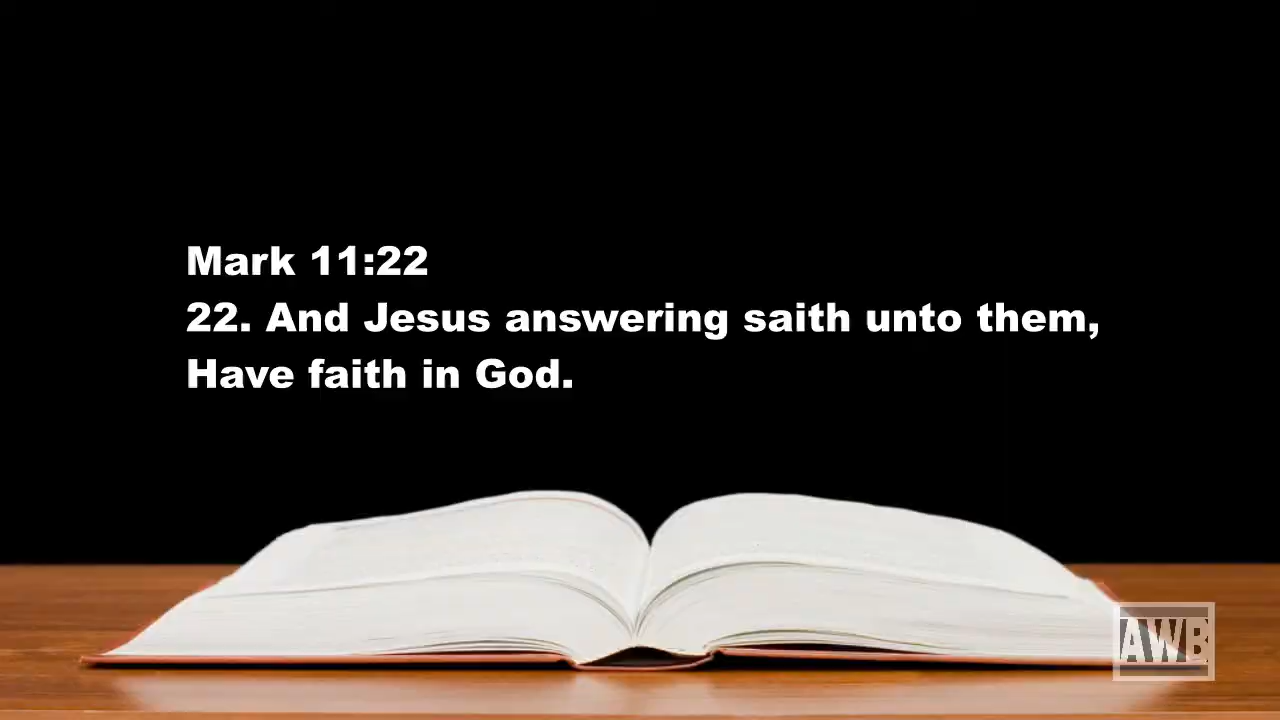 Mark 11:22
22. And Jesus answering saith unto them,
Have faith in God.
AWB